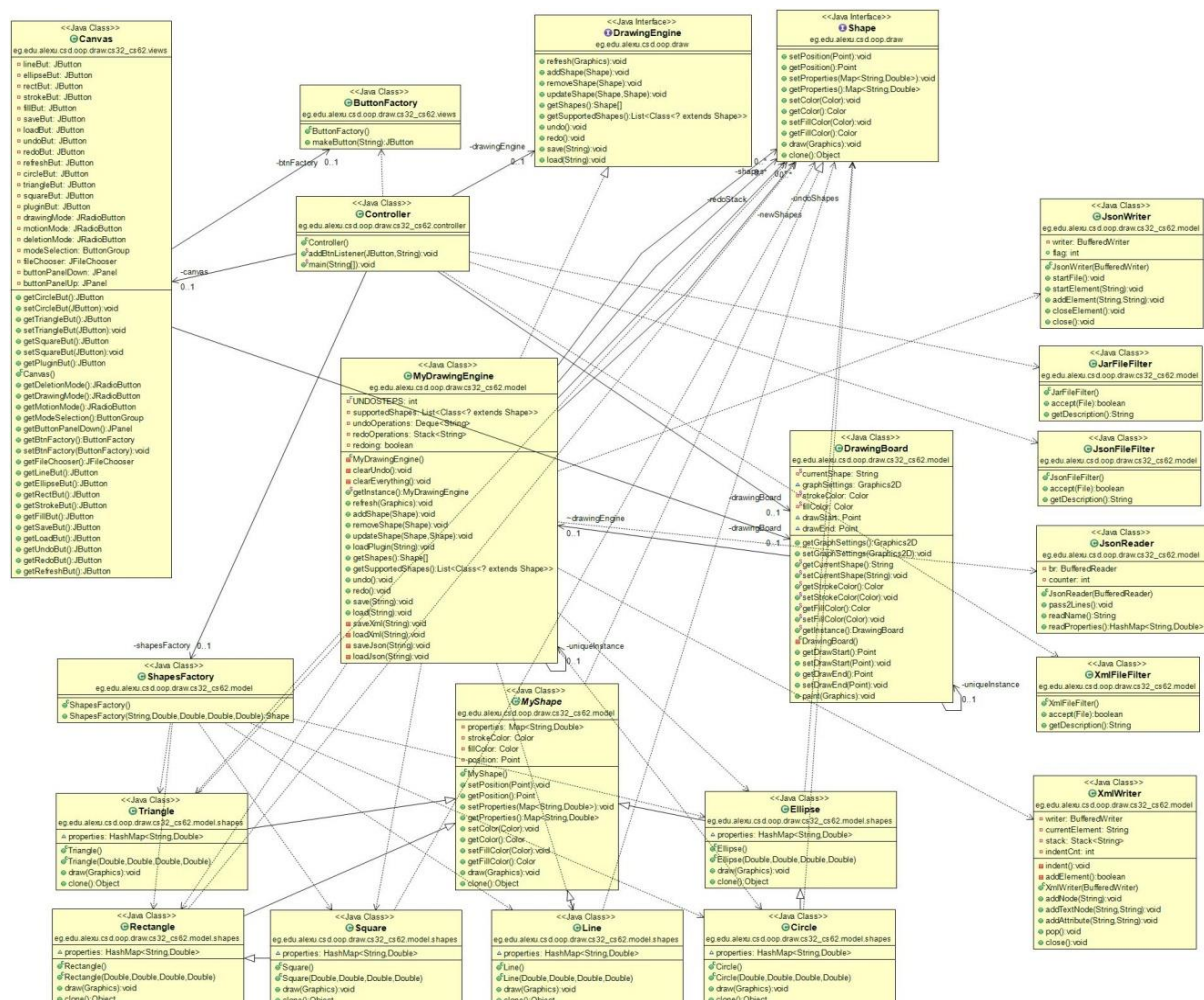 <<Java Class>>
Canvas
eg.edu.alexu.csd.oop.draw.cs32_cs62.views
lineBut: JButton
ellipseBut: JButton
rectBut: JButton
strokeBut: JButton
fillBut: JButton
saveBut: JButton
loadBut: JButton
undoBut: JButton
redoBut: JButton
refreshBut: JButton
circleBut: JButton
triangleBut: JButton
squareBut: JButton
pluginBut: JButton
drawingMode: JRadioButton
motionMode: JRadioButton
deletionMode: JRadioButton
modeSelection: ButtonGroup
fileChooser: JFileChooser
buttonPanelDown: JPanel
buttonPanelUp: JPanel
getCircleBut():JButton
setCircleBut(JButton):void
getTriangleBut():JButton
setTriangleBut(JButton):void
getSquareBut():JButton
setSquareBut(JButton):void
getPluginBut():JButton
Canvas()
getDeletionMode():JRadioButton
getDrawingMode():JRadioButton
getMotionMode():JRadioButton
getModeSelection():ButtonGroup
getButtonPanelDown():JPanel
getBtnFactory():ButtonFactory
setBtnFactory(ButtonFactory):void
getFileChooser():JFileChooser
getLineBut():JButton
getEllipseBut():JButton
getRectBut():JButton
getStrokeBut():JButton
getFillBut():JButton
getSaveBut():JButton
getLoadBut():JButton
getUndoBut():JButton
getRedoBut():JButton
getRefreshBut():JButton
<<Java Class>>
ButtonFactory
eg.edu.alexu.csd.oop.draw.cs32_cs62.views
ButtonFactory()
makeButton(String):JButton
-btnFactory 0..1
<<Java Class>>
Controller
eg.edu.alexu.csd.oop.draw.cs32_cs62.controller
Controller()
addBtnListener(JButton,String):void
main(String[]):void
-canvas
0..1
-drawingEngine
0..1
<<Java Interface>>
DrawingEngine
eg.edu.alexu.csd.oop.draw
refresh(Graphics):void
addShape(Shape):void
removeShape(Shape):void
updateShape(Shape,Shape):void
getShapes():Shape[]
getSupportedShapes():List<Class<? extends Shape>>
undo():void
redo():void
save(String):void
load(String):void
<<Java Interface>>
Shape
eg.edu.alexu.csd.oop.draw
setPosition(Point):void
getPosition():Point
setProperties(Map<String,Double>):void
getProperties():Map<String,Double>
setColor(Color):void
getColor():Color
setFillColor(Color):void
getFillColor():Color
draw(Graphics):void
clone():Object
-shapes
0..*
-redoStack
-undoShapes
-newShapes
<<Java Class>>
JsonWriter
eg.edu.alexu.csd.oop.draw.cs32_cs62.model
writer: BufferedWriter
flag: int
JsonWriter(BufferedWriter)
startFile():void
startElement(String):void
addElement(String,String):void
closeElement():void
close():void
<<Java Class>>
JarFileFilter
eg.edu.alexu.csd.oop.draw.cs32_cs62.model
JarFileFilter()
accept(File):boolean
getDescription():String
<<Java Class>>
JsonFileFilter
eg.edu.alexu.csd.oop.draw.cs32_cs62.model
JsonFileFilter()
accept(File):boolean
getDescription():String
<<Java Class>>
JsonReader
eg.edu.alexu.csd.oop.draw.cs32_cs62.model
br: BufferedReader
counter: int
JsonReader(BufferedReader)
pass2Lines():void
readName():String
readProperties():HashMap<String,Double>
<<Java Class>>
XmlFileFilter
eg.edu.alexu.csd.oop.draw.cs32_cs62.model
XmlFileFilter()
accept(File):boolean
getDescription():String
<<Java Class>>
XmlWriter
eg.edu.alexu.csd.oop.draw.cs32_cs62.model
writer: BufferedWriter
currentElement: String
stack: Stack<String>
indentCnt: int
indent():void
addElement():boolean
XmlWriter(BufferedWriter)
addNode(String):void
addTextNode(String,String):void
addAttribute(String,String):void
pop():void
close():void
<<Java Class>>
MyDrawingEngine
eg.edu.alexu.csd.oop.draw.cs32_cs62.model
UNDOSTEPS: int
supportedShapes: List<Class<? extends Shape>>
undoOperations: Deque<String>
redoOperations: Stack<String>
redoing: boolean
MyDrawingEngine()
clearUndo():void
clearEverything():void
getInstance():MyDrawingEngine
refresh(Graphics):void
addShape(Shape):void
removeShape(Shape):void
updateShape(Shape,Shape):void
loadPlugin(String):void
getShapes():Shape[]
getSupportedShapes():List<Class<? extends Shape>>
undo():void
redo():void
save(String):void
load(String):void
saveXml(String):void
loadXml(String):void
saveJson(String):void
loadJson(String):void
-uniqueInstance
0..1
~drawingEngine
0..1
-drawingBoard
0..1
-drawingBoard
0..1
<<Java Class>>
DrawingBoard
eg.edu.alexu.csd.oop.draw.cs32_cs62.model
currentShape: String
graphSettings: Graphics2D
strokeColor: Color
fillColor: Color
drawStart: Point
drawEnd: Point
getGraphSettings():Graphics2D
setGraphSettings(Graphics2D):void
getCurrentShape():String
setCurrentShape(String):void
getStrokeColor():Color
setStrokeColor(Color):void
getFillColor():Color
setFillColor(Color):void
getInstance():DrawingBoard
DrawingBoard()
getDrawStart():Point
setDrawStart(Point):void
getDrawEnd():Point
setDrawEnd(Point):void
paint(Graphics):void
-uniqueInstance
0..1
-shapesFactory 0..1
<<Java Class>>
ShapesFactory
eg.edu.alexu.csd.oop.draw.cs32_cs62.model
ShapesFactory()
ShapesFactory(String,Double,Double,Double,Double):Shape
<<Java Class>>
MyShape
eg.edu.alexu.csd.oop.draw.cs32_cs62.model
properties: Map<String,Double>
strokeColor: Color
fillColor: Color
position: Point
MyShape()
setPosition(Point):void
getPosition():Point
setProperties(Map<String,Double>):void
getProperties():Map<String,Double>
setColor(Color):void
getColor():Color
setFillColor(Color):void
getFillColor():Color
draw(Graphics):void
clone():Object
<<Java Class>>
Triangle
eg.edu.alexu.csd.oop.draw.cs32_cs62.model.shapes
properties: HashMap<String,Double>
Triangle()
Triangle(Double,Double,Double,Double)
draw(Graphics):void
clone():Object
<<Java Class>>
Ellipse
eg.edu.alexu.csd.oop.draw.cs32_cs62.model.shapes
properties: HashMap<String,Double>
Ellipse()
Ellipse(Double,Double,Double,Double)
draw(Graphics):void
clone():Object
<<Java Class>>
Rectangle
eg.edu.alexu.csd.oop.draw.cs32_cs62.model.shapes
properties: HashMap<String,Double>
Rectangle()
Rectangle(Double,Double,Double,Double)
draw(Graphics):void
clone():Object
<<Java Class>>
Square
eg.edu.alexu.csd.oop.draw.cs32_cs62.model.shapes
properties: HashMap<String,Double>
Square()
Square(Double,Double,Double,Double)
draw(Graphics):void
clone():Object
<<Java Class>>
Line
eg.edu.alexu.csd.oop.draw.cs32_cs62.model.shapes
properties: HashMap<String,Double>
Line()
Line(Double,Double,Double,Double)
draw(Graphics):void
clone():Object
<<Java Class>>
Circle
eg.edu.alexu.csd.oop.draw.cs32_cs62.model.shapes
properties: HashMap<String,Double>
Circle()
Circle(Double,Double,Double,Double)
draw(Graphics):void
clone():Object